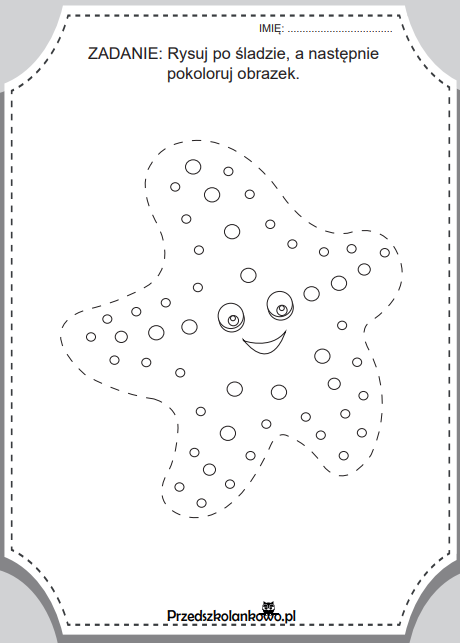 IMIĘ: ...................................
ZADANIE: Rysuj po śladzie, a następnie
pokoloruj obrazek.
Przedszkolankowo.pl